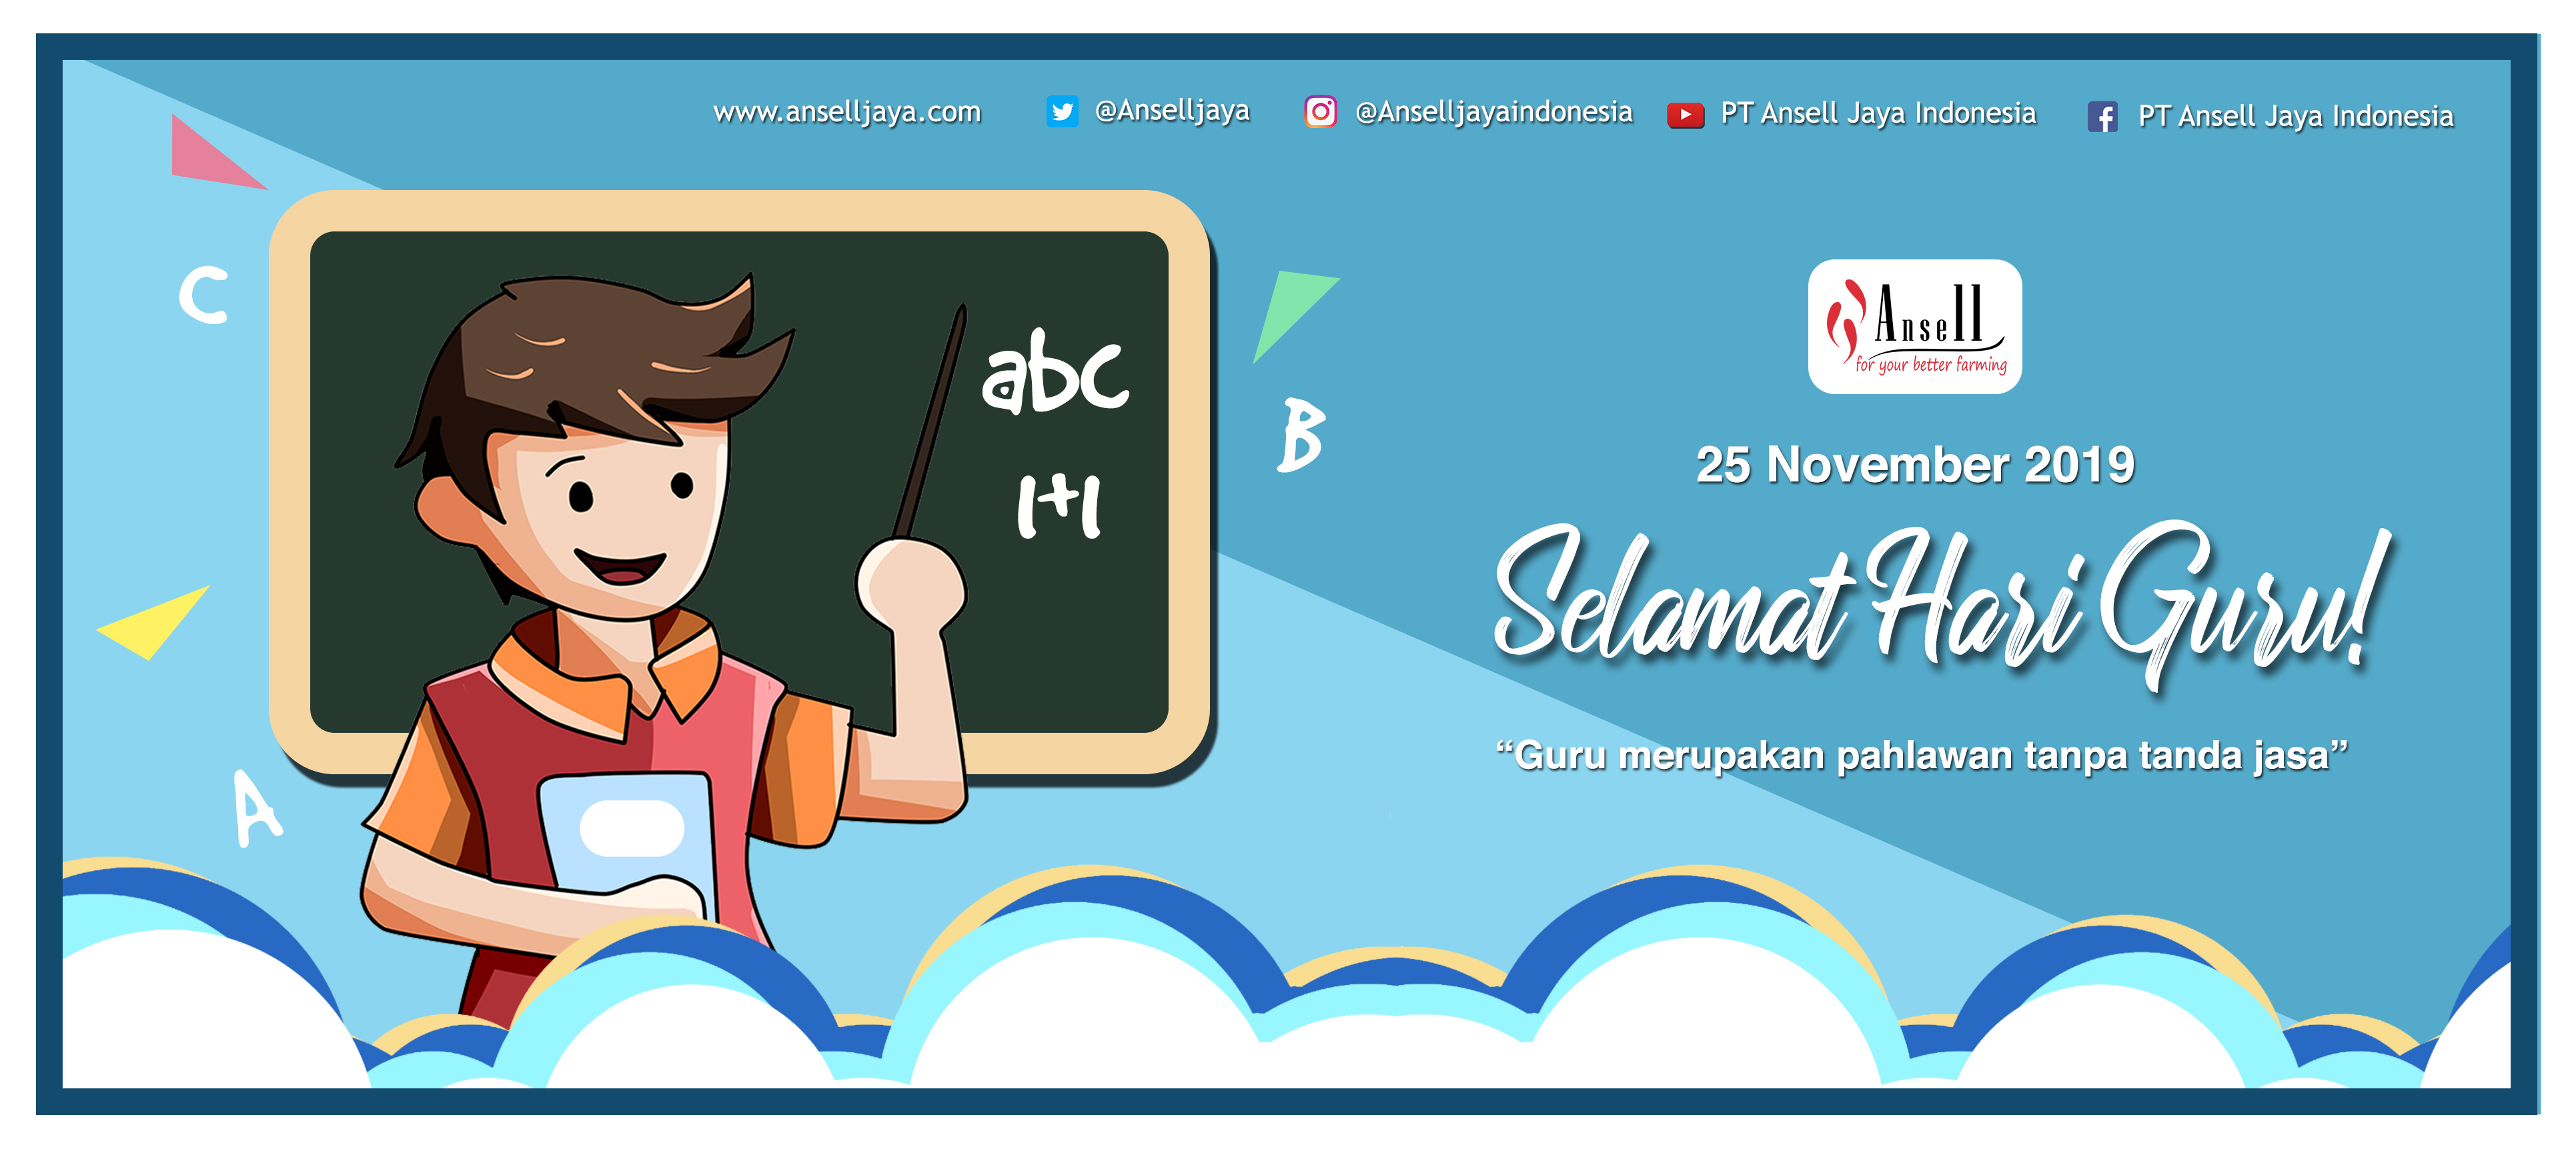 www.anselljaya.com @Anselljaya @Anselljayaindonesia PT Ansell Jaya Indonesia PT Ansell Jaya Indonesia
C
abc
1+1
B
A
Ansell
for your better farming
25 November 2019
Selamat Hari Guru!
“Guru merupakan pahlawan tanpa tanda jasa”